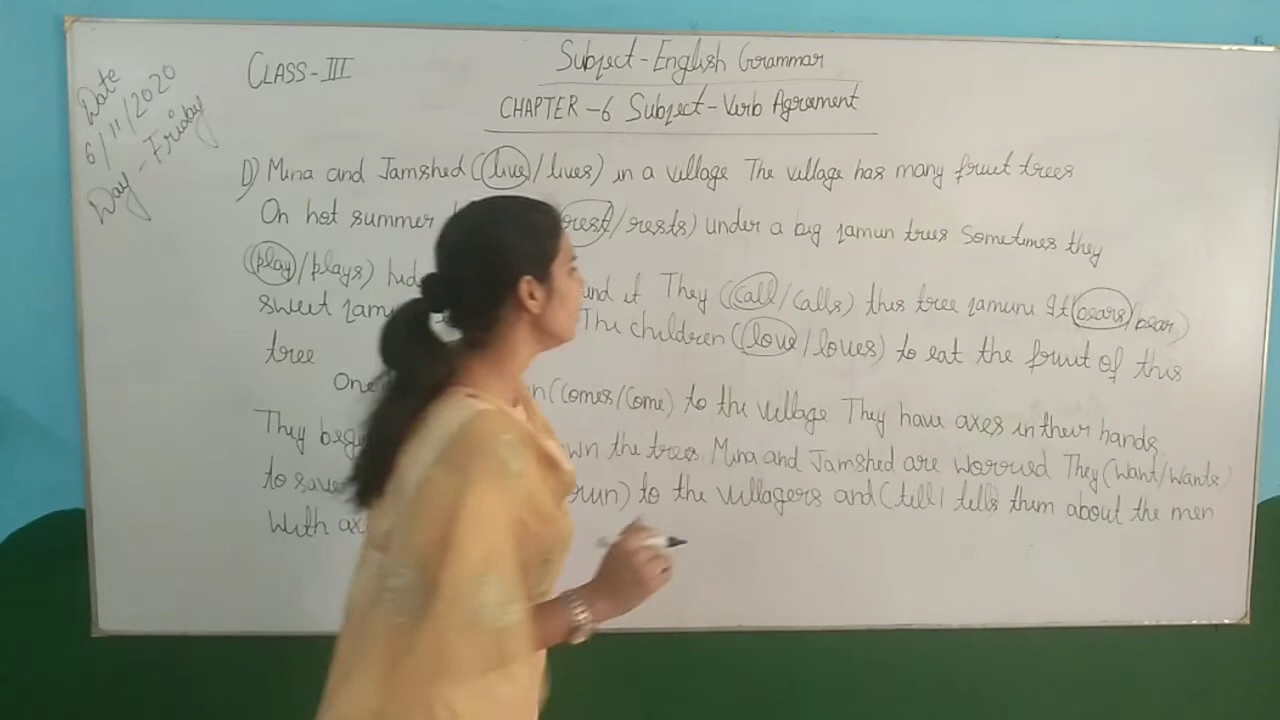 Date
6/11/2020
Day - Friday
CLASS-III
Subject-English Grammar
CHAPTER-6 Subject-Verb Agreement
D) Mina and Jamshed (live/lives) in a village The village has many fruit trees
On hot summer rest/rests) under a big jamun trees Sometimes they
(play/plays) hide and it They (call/calls) this tree jamuni It (bears/bear)
sweet The children (love/loves) to eat the fruit of this
tree
One (comes/come) to the village They have axes in their hands
They the trees Mina and Jamshed are worried They (want/wants)
to save run) to the villagers and (tell/tells them about the men
With